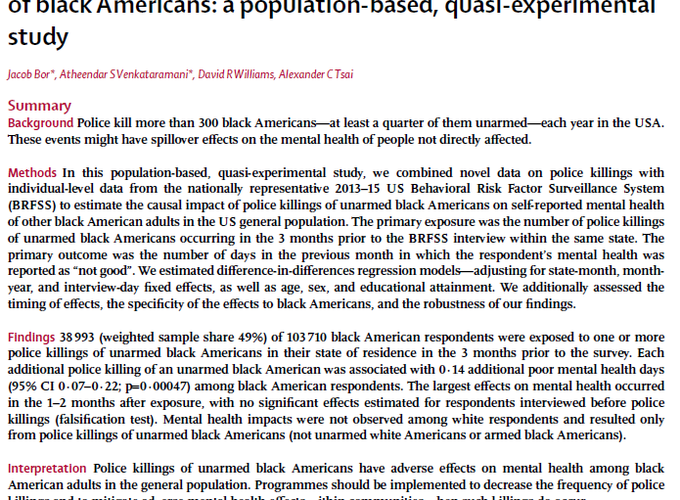 of black Americans: a population-based, quasi-experimental
study
Jacob Bor*, Atheendar S Venkataramani*, David R Williams, Alexander C Tsai
Summary
Background Police kill more than 300 black Americans—at least a quarter of them unarmed—each year in the USA.
These events might have spillover effects on the mental health of people not directly affected.
Methods In this population-based, quasi-experimental study, we combined novel data on police killings with
individual-level data from the nationally representative 2013–15 US Behavioral Risk Factor Surveillance System
(BRFSS) to estimate the causal impact of police killings of unarmed black Americans on self-reported mental health
of other black American adults in the US general population. The primary exposure was the number of police killings
of unarmed black Americans occurring in the 3 months prior to the BRFSS interview within the same state. The
primary outcome was the number of days in the previous month in which the respondent's mental health was
reported as “not good”. We estimated difference-in-differences regression models—adjusting for state-month, month-
year, and interview-day fixed effects, as well as age, sex, and educational attainment. We additionally assessed the
timing of effects, the specificity of the effects to black Americans, and the robustness of our findings.
Findings 38 993 (weighted sample share 49%) of 103 710 black American respondents were exposed to one or more
police killings of unarmed black Americans in their state of residence in the 3 months prior to the survey. Each
additional police killing of an unarmed black American was associated with 0·14 additional poor mental health days
(95% CI 0·07–0·22; p=0·00047) among black American respondents. The largest effects on mental health occurred
in the 1–2 months after exposure, with no significant effects estimated for respondents interviewed before police
killings (falsification test). Mental health impacts were not observed among white respondents and resulted only
from police killings of unarmed black Americans (not unarmed white Americans or armed black Americans).
Interpretation Police killings of unarmed black Americans have adverse effects on mental health among black
American adults in the general population. Programmes should be implemented to decrease the frequency of police